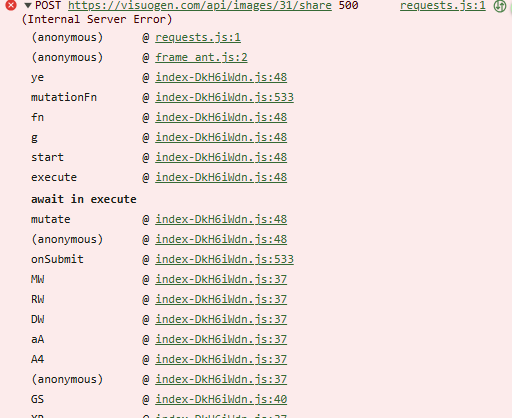 POST https://visuogen.com/api/images/31/share 500 requests.js:1
(Internal Server Error)
(anonymous) @ requests.js:1
(anonymous) @ frame_ant.js:2
ye @ index-DkH6iWdn.js:48
mutationFn @ index-DkH6iWdn.js:533
fn @ index-DkH6iWdn.js:48
g @ index-DkH6iWdn.js:48
start @ index-DkH6iWdn.js:48
execute @ index-DkH6iWdn.js:48
await in execute
mutate @ index-DkH6iWdn.js:48
(anonymous) @ index-DkH6iWdn.js:48
onSubmit @ index-DkH6iWdn.js:533
MW @ index-DkH6iWdn.js:37
RW @ index-DkH6iWdn.js:37
DW @ index-DkH6iWdn.js:37
aA @ index-DkH6iWdn.js:37
A4 @ index-DkH6iWdn.js:37
(anonymous) @ index-DkH6iWdn.js:37
GS @ index-DkH6iWdn.js:40
@ index-DkH6iWdn.js:37